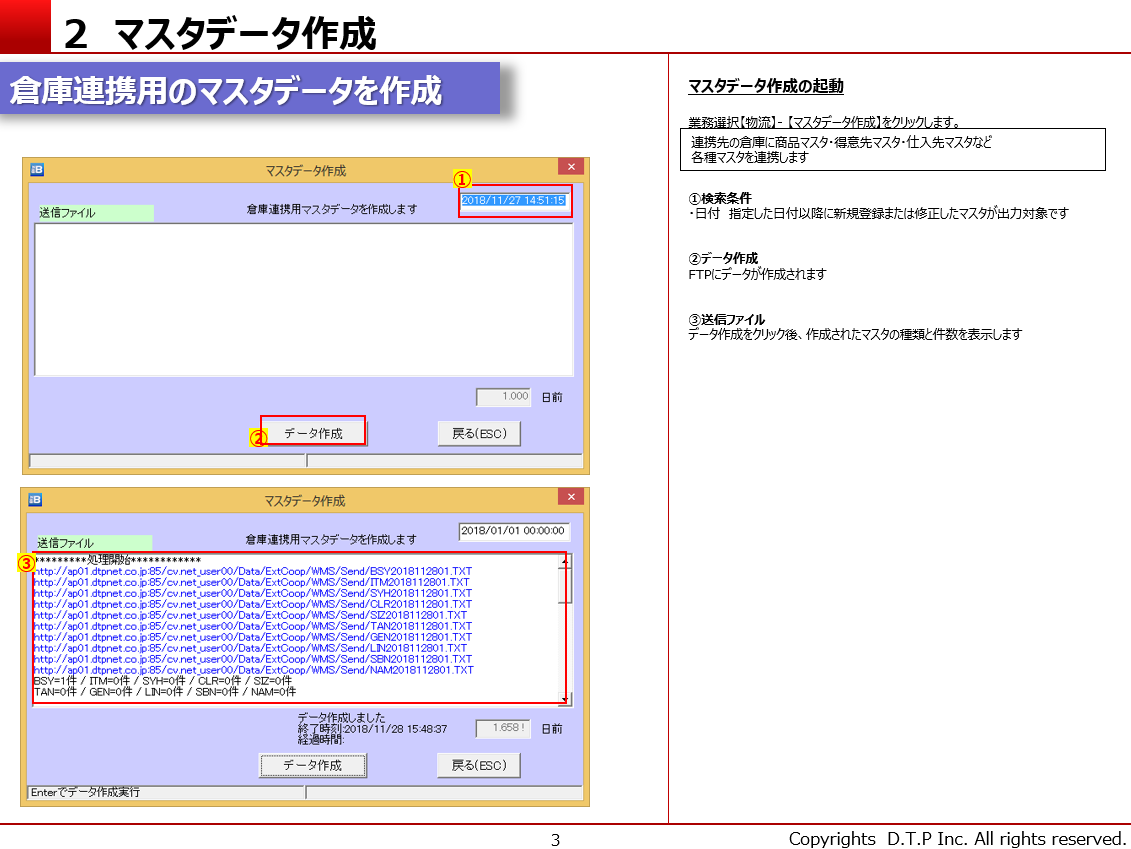 2 マスタデータ作成
倉庫連携用のマスタデータを作成
マスタデータ作成
①
2018/11/27 14:51:15
送信ファイル
倉庫連携用マスタデータを作成します
1.000 日前
②
データ作成
戻る(ESC)
マスタデータ作成
2018/01/01 00:00:00
送信ファイル
倉庫連携用マスタデータを作成します
③
*********処理開始************
http://ap01.dtpnet.co.jp:85/cv.net_user00/Data/ExtCoop/WMS/Send/BSY2018112801.TXT
http://ap01.dtpnet.co.jp:85/cv.net_user00/Data/ExtCoop/WMS/Send/ITM2018112801.TXT
http://ap01.dtpnet.co.jp:85/cv.net_user00/Data/ExtCoop/WMS/Send/SYH2018112801.TXT
http://ap01.dtpnet.co.jp:85/cv.net_user00/Data/ExtCoop/WMS/Send/CLR2018112801.TXT
http://ap01.dtpnet.co.jp:85/cv.net_user00/Data/ExtCoop/WMS/Send/SIZ2018112801.TXT
http://ap01.dtpnet.co.jp:85/cv.net_user00/Data/ExtCoop/WMS/Send/TAN2018112801.TXT
http://ap01.dtpnet.co.jp:85/cv.net_user00/Data/ExtCoop/WMS/Send/GEN2018112801.TXT
http://ap01.dtpnet.co.jp:85/cv.net_user00/Data/ExtCoop/WMS/Send/LIN2018112801.TXT
http://ap01.dtpnet.co.jp:85/cv.net_user00/Data/ExtCoop/WMS/Send/SBN2018112801.TXT
http://ap01.dtpnet.co.jp:85/cv.net_user00/Data/ExtCoop/WMS/Send/NAM2018112801.TXT
BSY=1件 / ITM=0件 / SYH=0件 / CLR=0件 / SIZ=0件
TAN=0件 / GEN=0件 / LIN=0件 / SBN=0件 / NAM=0件
データ作成しました
終了時刻:2018/11/28 15:48:37
経過時間:
1.658! 日前
データ作成
戻る(ESC)
Enterでデータ作成実行
マスタデータ作成の起動
業務選択【物流】-【マスタデータ作成】をクリックします。
連携先の倉庫に商品マスタ・得意先マスタ・仕入先マスタなど
各種マスタを連携します
①検索条件
・日付 指定した日付以降に新規登録または修正したマスタが出力対象です
②データ作成
FTPにデータが作成されます
③送信ファイル
データ作成をクリック後、作成されたマスタの種類と件数を表示します
3
Copyrights D.T.P Inc. All rights reserved.